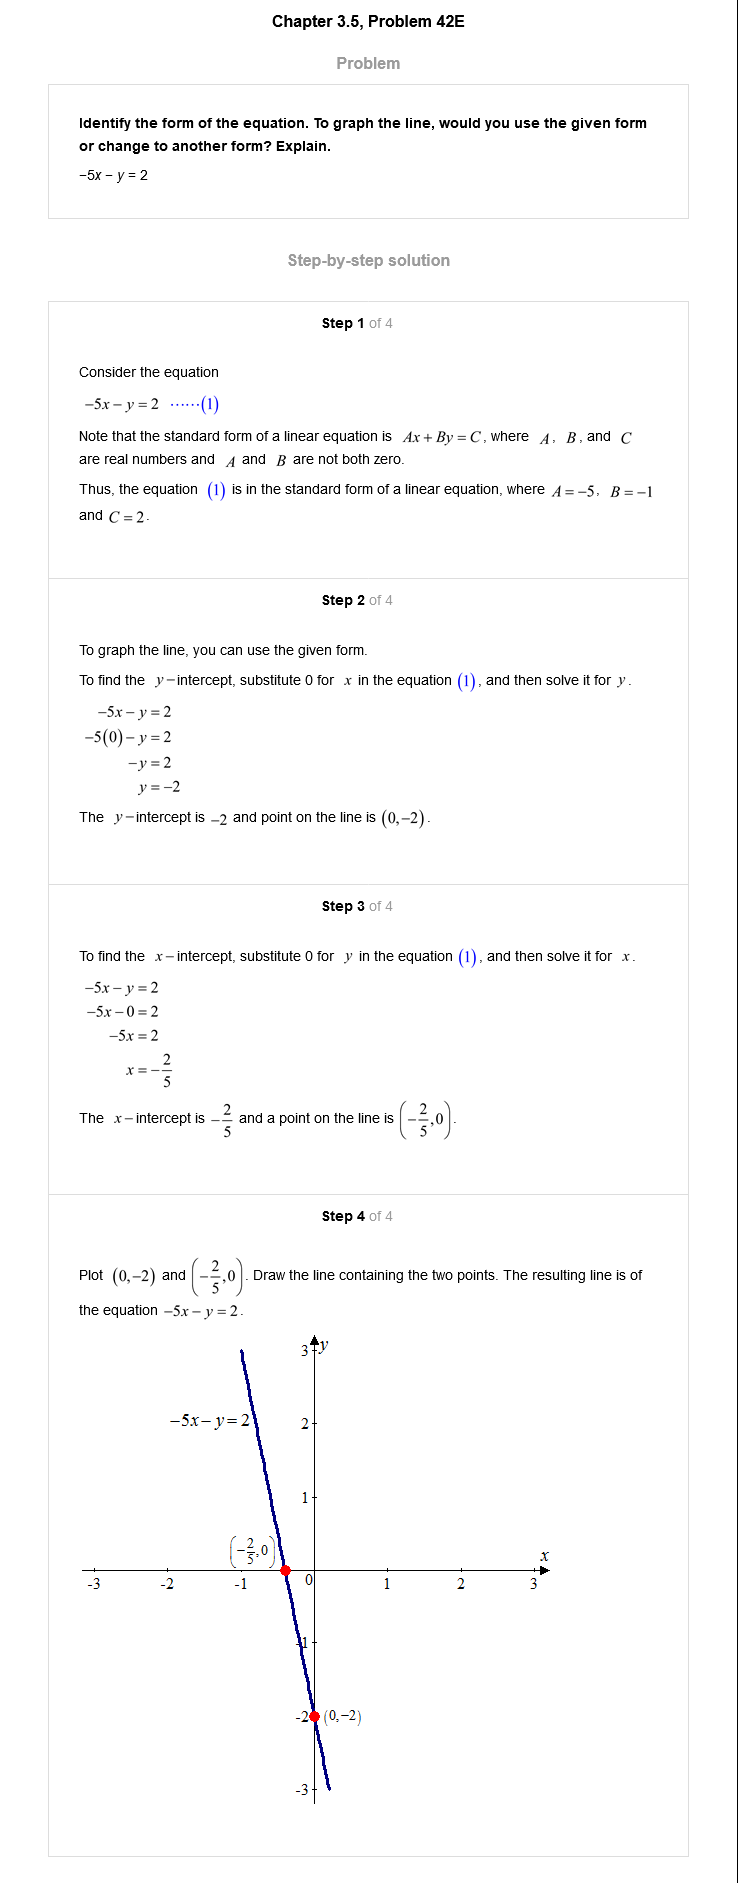 Chapter 3.5, Problem 42E
Problem
Identify the form of the equation. To graph the line, would you use the given form
or change to another form? Explain.
−5x − y = 2
Step-by-step solution
Step 1 of 4
Consider the equation
−5x − y = 2 ······(1)
Note that the standard form of a linear equation is Ax + By = C, where A, B, and C
are real numbers and A and B are not both zero.
Thus, the equation (1) is in the standard form of a linear equation, where A = −5, B = −1
and C = 2.
Step 2 of 4
To graph the line, you can use the given form.
To find the y−intercept, substitute 0 for x in the equation (1), and then solve it for y.
−5x − y = 2
−5(0) − y = 2
−y = 2
y = −2
The y−intercept is −2 and point on the line is (0,−2).
Step 3 of 4
To find the x−intercept, substitute 0 for y in the equation (1), and then solve it for x.
−5x − y = 2
−5x − 0 = 2
−5x = 2
x = −2/5
The x−intercept is −2/5 and a point on the line is (−2/5,0).
Step 4 of 4
Plot (0,−2) and (−2/5,0). Draw the line containing the two points. The resulting line is of
the equation −5x − y = 2.
3 y
−5x − y = 2 2
1
(−2/5,0) x
-3 -2 -1 0 1 2 3
-1
-2 (0,−2)
-3